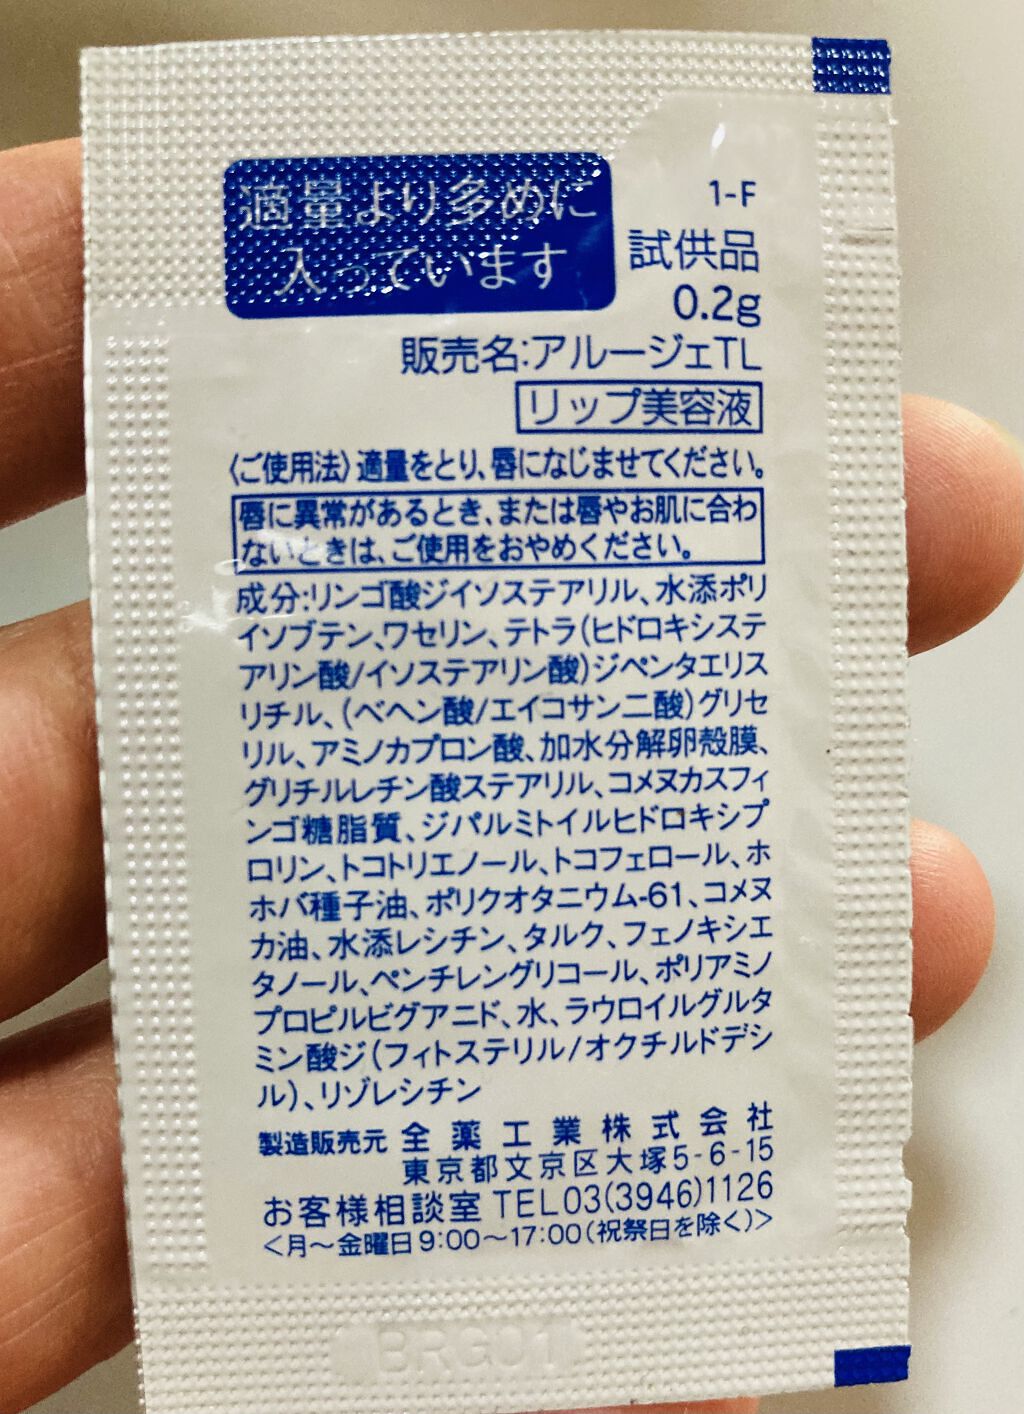 適量より多めに
入っています
1-F
試供品
0.2g
販売名:アルージェTL
リップ美容液
〈ご使用法〉適量をとり、唇になじませてください。
唇に異常があるとき、または唇やお肌に合わ
ないときは、ご使用をおやめください。
成分:リンゴ酸ジイソステアリル、水添ポリ
イソブテン、ワセリン、テトラ(ヒドロキシステ
アリン酸/イソステアリン酸)ジペンタエリス
リチル、(ベヘン酸/エイコサン二酸)グリセ
リル、アミノカプロン酸、加水分解卵殻膜、
グリチルレチン酸ステアリル、コメヌカスフィ
ンゴ糖脂質、ジパルミトイルヒドロキシプ
ロリン、トコトリエノール、トコフェロール、ホ
ホバ種子油、ポリクオタニウム-61、コメヌ
カ油、水添レシチン、タルク、フェノキシエ
タノール、ペンチレングリコール、ポリアミノ
プロピルビグアニド、水、ラウロイルグルタ
ミン酸ジ(フィトステリル/オクチルドデシ
ル)、リゾレシチン
製造販売元 全薬工業株式会社
東京都文京区大塚5-6-15
お客様相談室 TEL03(3946)1126
<月~金曜日9:00~17:00(祝祭日を除く)>
BRG01